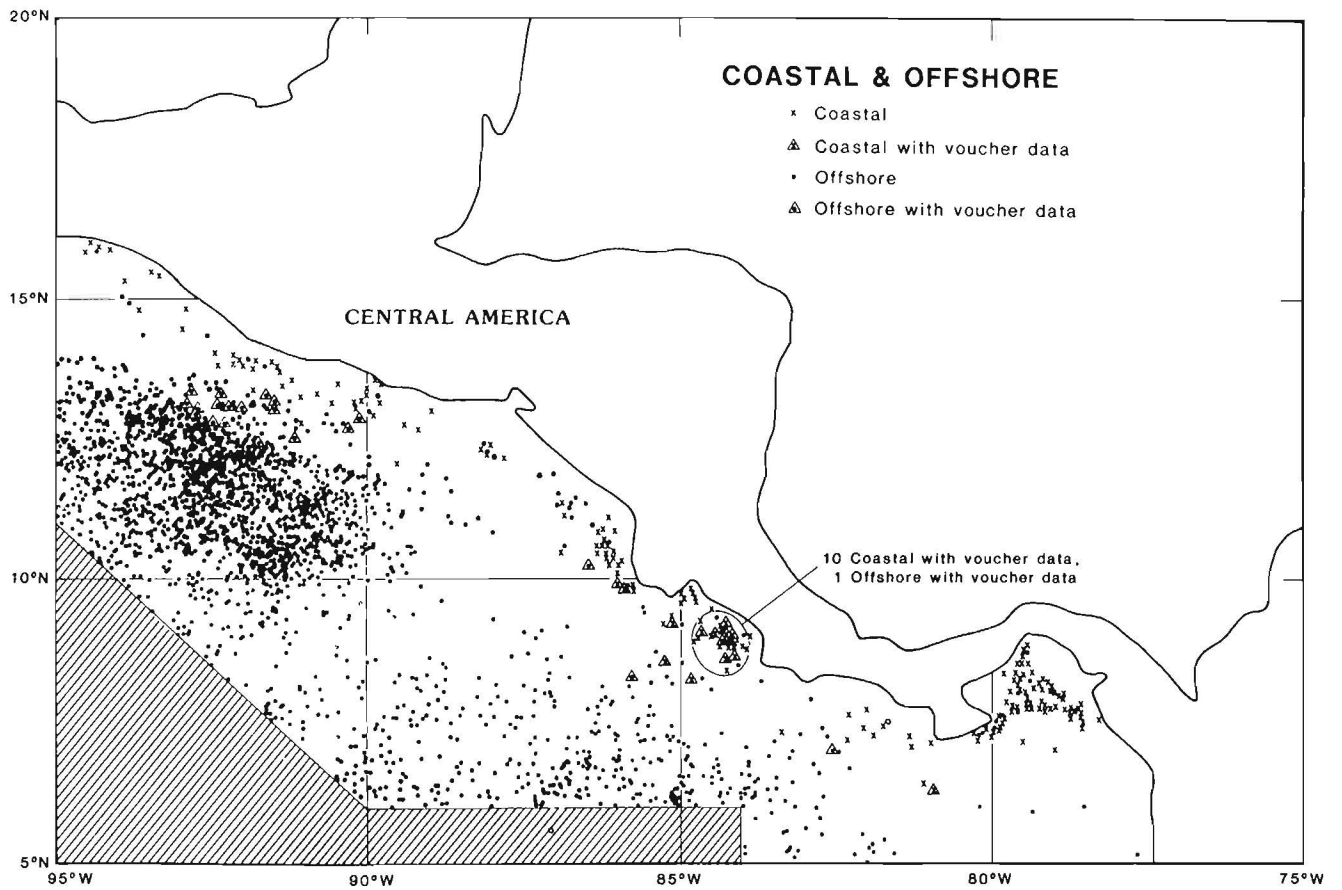 20°N
COASTAL & OFFSHORE
x Coastal
Coastal with voucher data
Offshore
Offshore with voucher data
15°N
CENTRAL AMERICA
10 Coastal with voucher data,
1 Offshore with voucher data
10°N
5°N
95°W
90°W
85°W
80°W
75°W